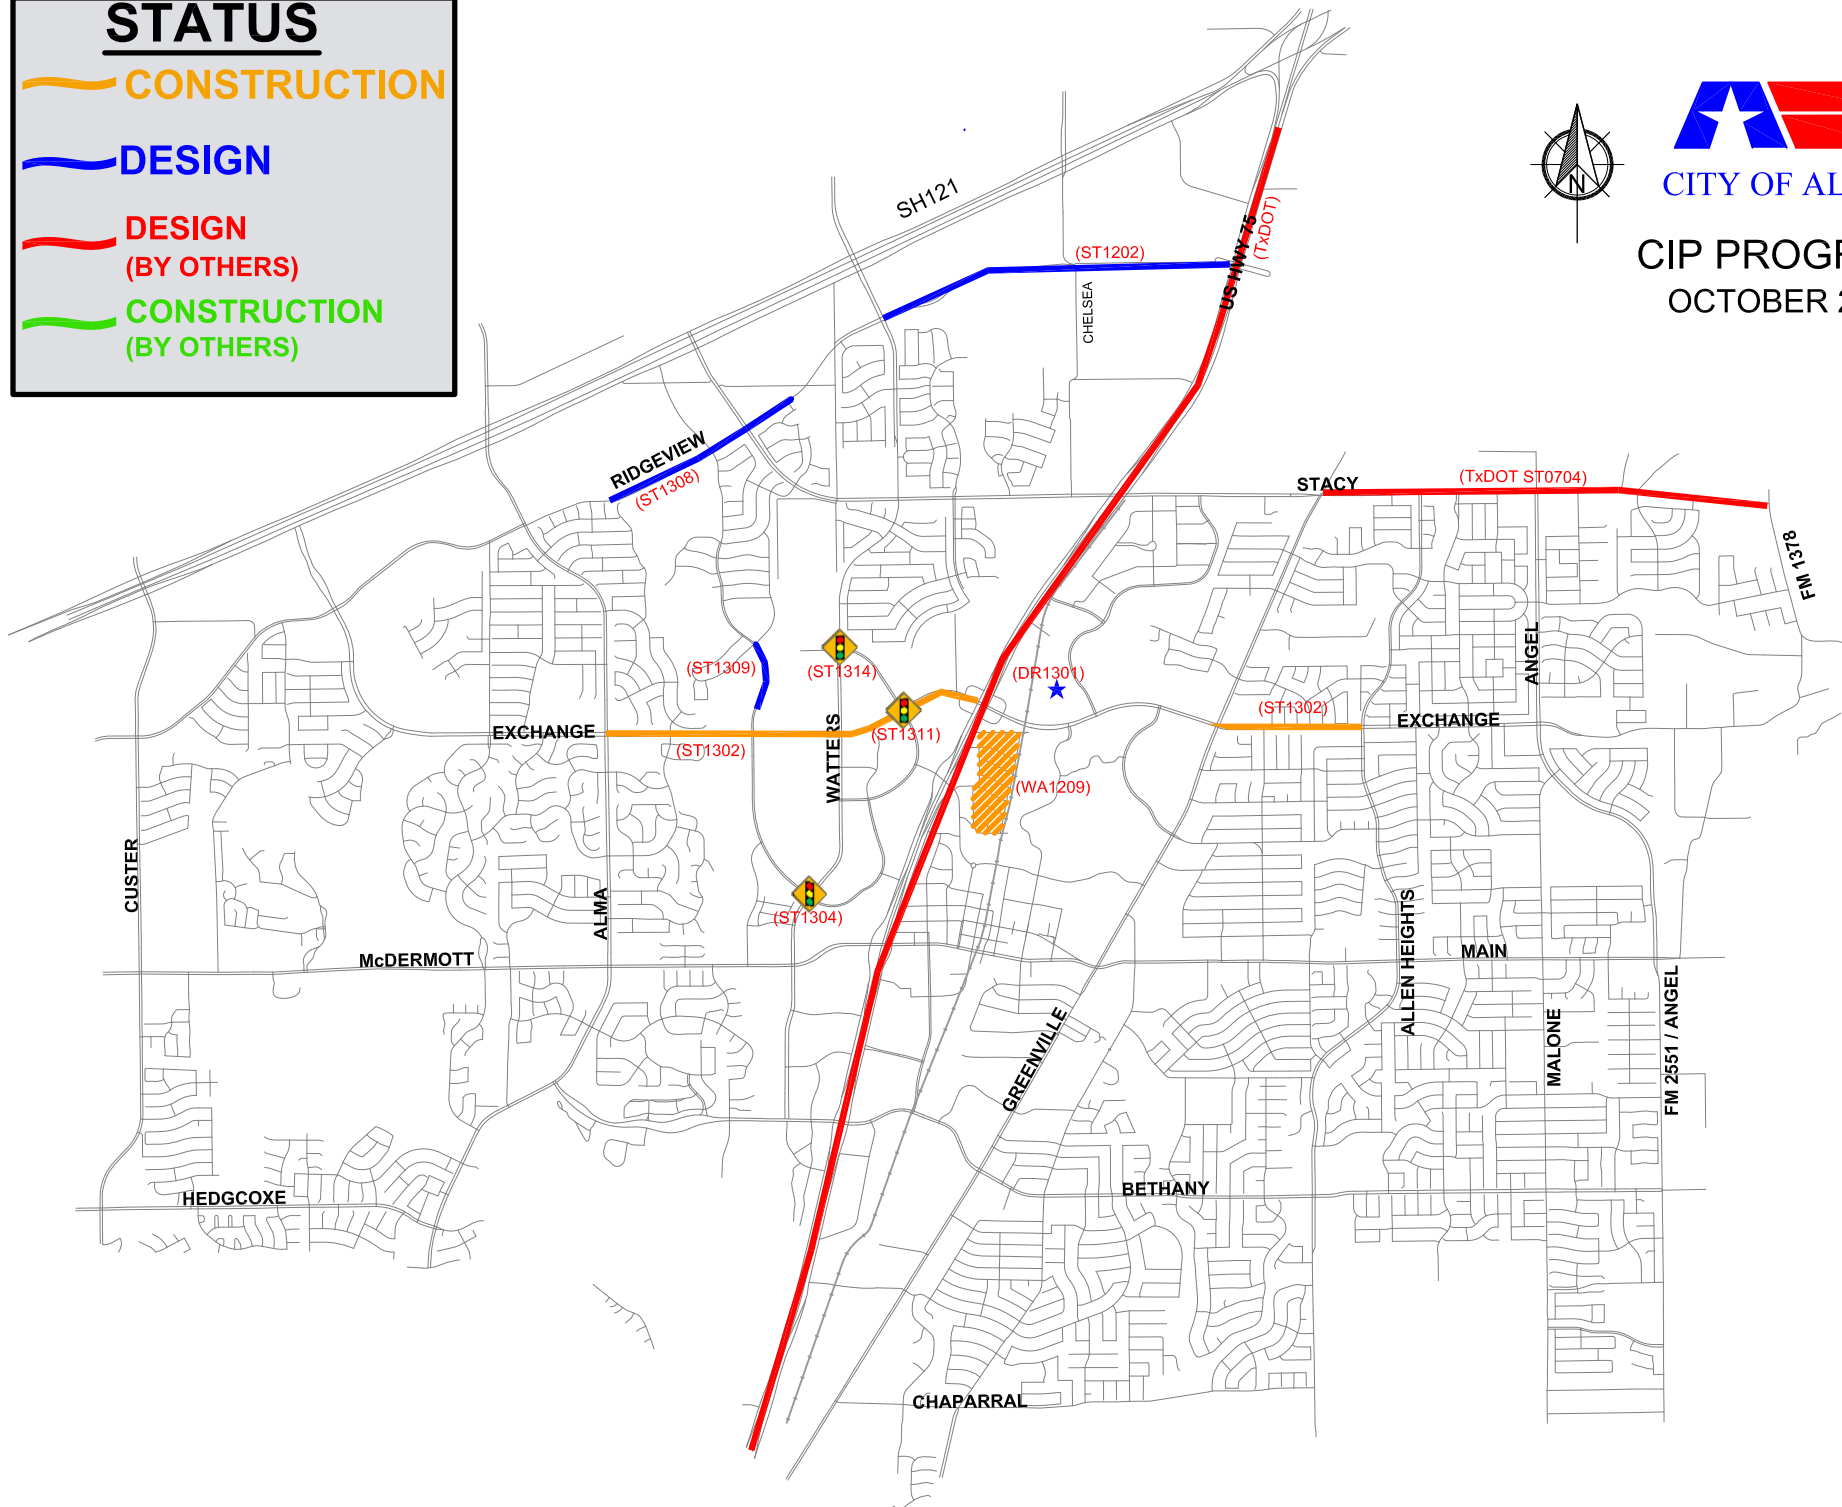 STATUS
CONSTRUCTION
DESIGN
DESIGN
(BY OTHERS)
CONSTRUCTION
(BY OTHERS)
N
CITY OF AL
CIP PROGR
OCTOBER 2
SH121
(ST1202)
US HWY 75
(TxDOT)
CHELSEA
RIDGEVIEW
(ST1308)
STACY
(TxDOT ST0704)
FM 1378
(ST1309)
(ST1314)
(DR1301)
ANGEL
EXCHANGE
(ST1302)
WATTERS
(ST1311)
(ST1302)
EXCHANGE
(WA1209)
CUSTER
ALMA
(ST1304)
McDERMOTT
ALLEN HEIGHTS
MAIN
GREENVILLE
MALONE
FM 2551 / ANGEL
HEDGCOXE
BETHANY
CHAPARRAL